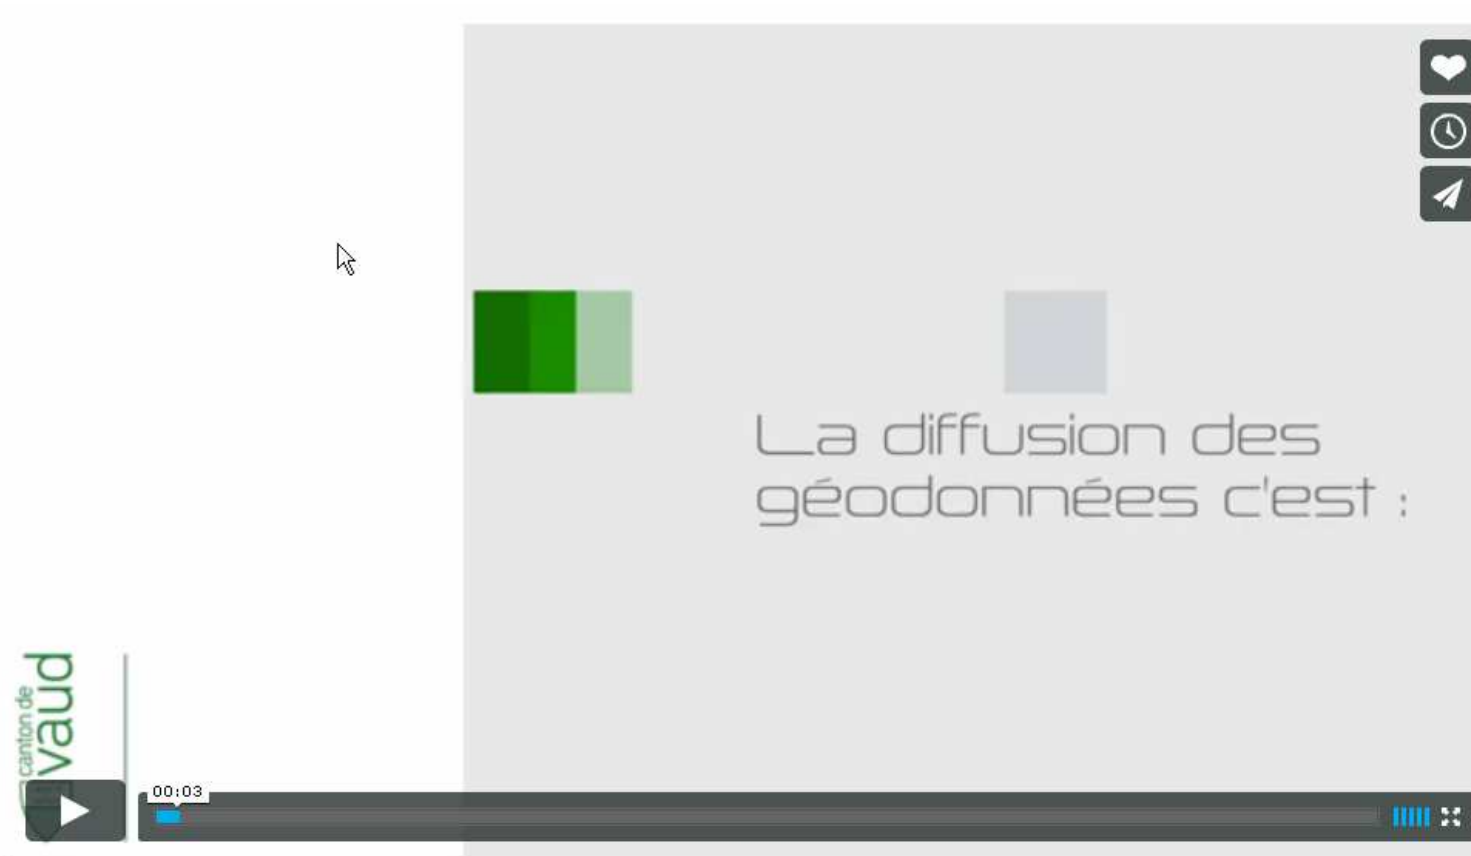 La diffusion des
géodonnées c'est :
canton de
vaud
00:03